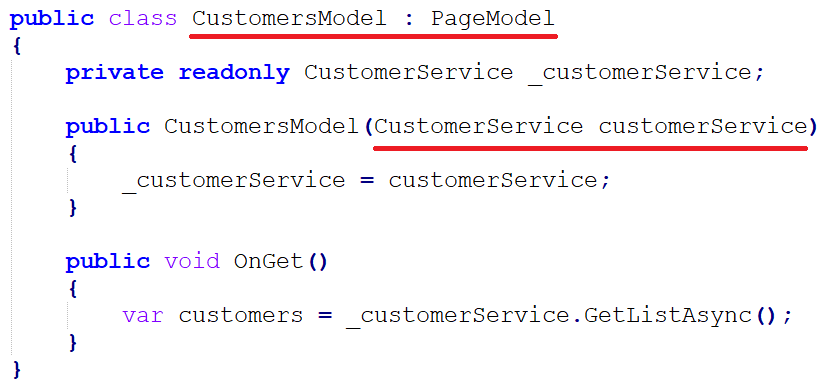 public class CustomersModel : PageModel
{
private readonly CustomerService _customerService;
public CustomersModel(CustomerService customerService)
{
_customerService = customerService;
}
public void OnGet()
{
var customers = _customerService.GetListAsync();
}
}